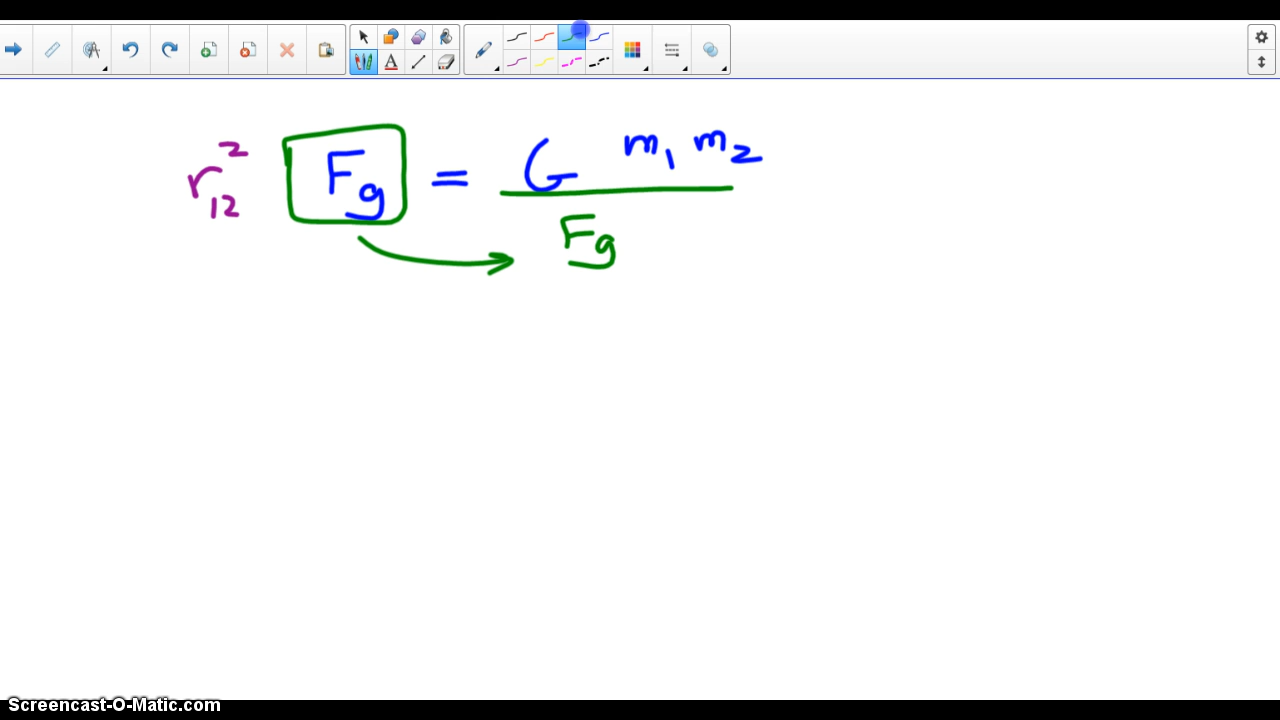 r₁₂² Fg = G m₁ m₂
Fg
Screencast-O-Matic.com